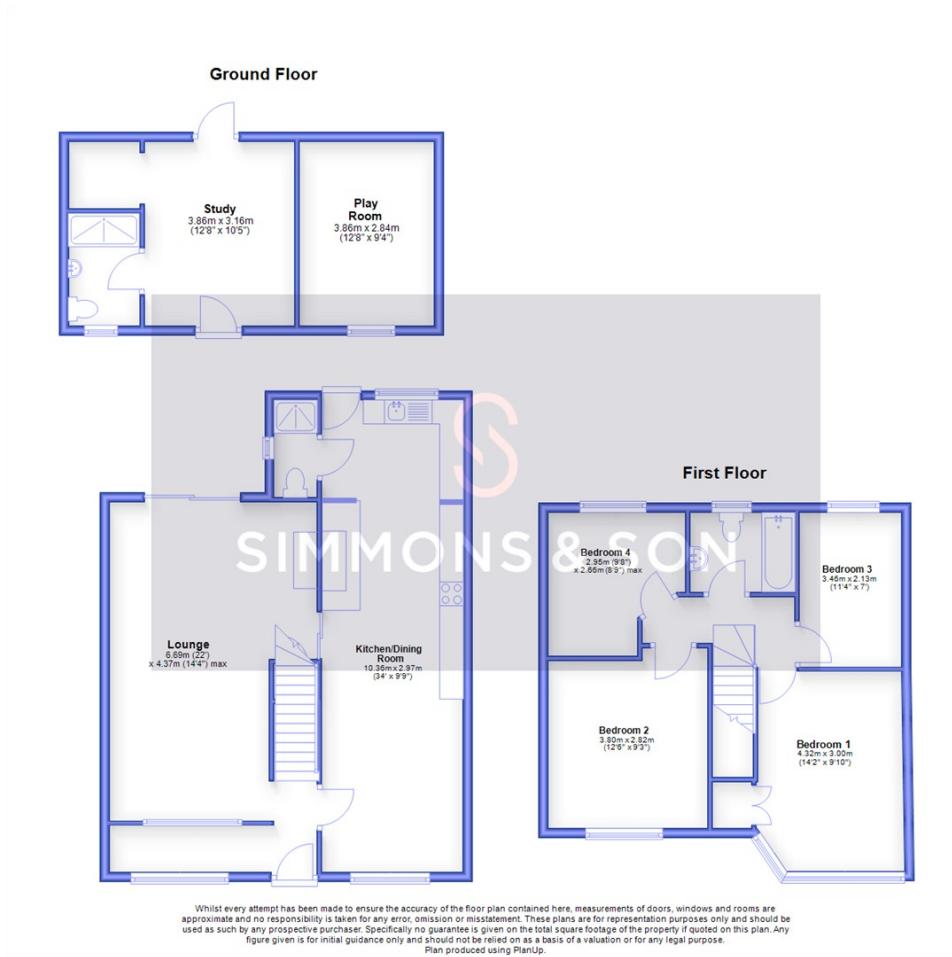 Ground Floor
Study
3.86m x 3.16m
(12'8" x 10'5")
Play
Room
3.86m x 2.84m
(12'8" x 9'4")
First Floor
SIMMONS & SON
Lounge
6.69m (22')
x 4.37m (14'4") max
Kitchen/Dining
Room
10.36m x 2.97m
(34' x 9'9")
Bedroom 4
2.95m (9'8")
x 2.66m (8'9") max
Bedroom 3
3.46m x 2.13m
(11'4" x 7')
Bedroom 2
3.80m x 2.82m
(12'6" x 9'3")
Bedroom 1
4.32m x 3.00m
(14'2" x 9'10")
Whilst every attempt has been made to ensure the accuracy of the floor plan contained here, measurements of doors, windows and rooms are
approximate and no responsibility is taken for any error, omission or misstatement. These plans are for representation purposes only and should be
used as such by any prospective purchaser. Specifically no guarantee is given on the total square footage of the property if quoted on this plan. Any
figure given is for initial guidance only and should not be relied on as a basis of a valuation or for any legal purpose.
Plan produced using PlanUp.